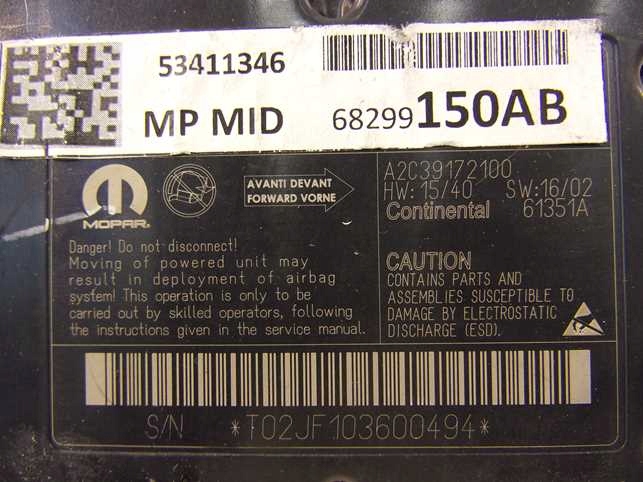 53411346
MP MID 68299150AB
MOPAR
AVANTI DEVANT
FORWARD VORNE
A2C39172100
HW: 15/40 SW:16/02
Continental 61351A
Danger! Do not disconnect!
Moving of powered unit may
result in deployment of airbag
system! This operation is only to be
carried out by skilled operators, following
the instructions given in the service manual.
CAUTION
CONTAINS PARTS AND
ASSEMBLIES SUSCEPTIBLE TO
DAMAGE BY ELECTROSTATIC
DISCHARGE (ESD).
S/N *T02JF103600494*